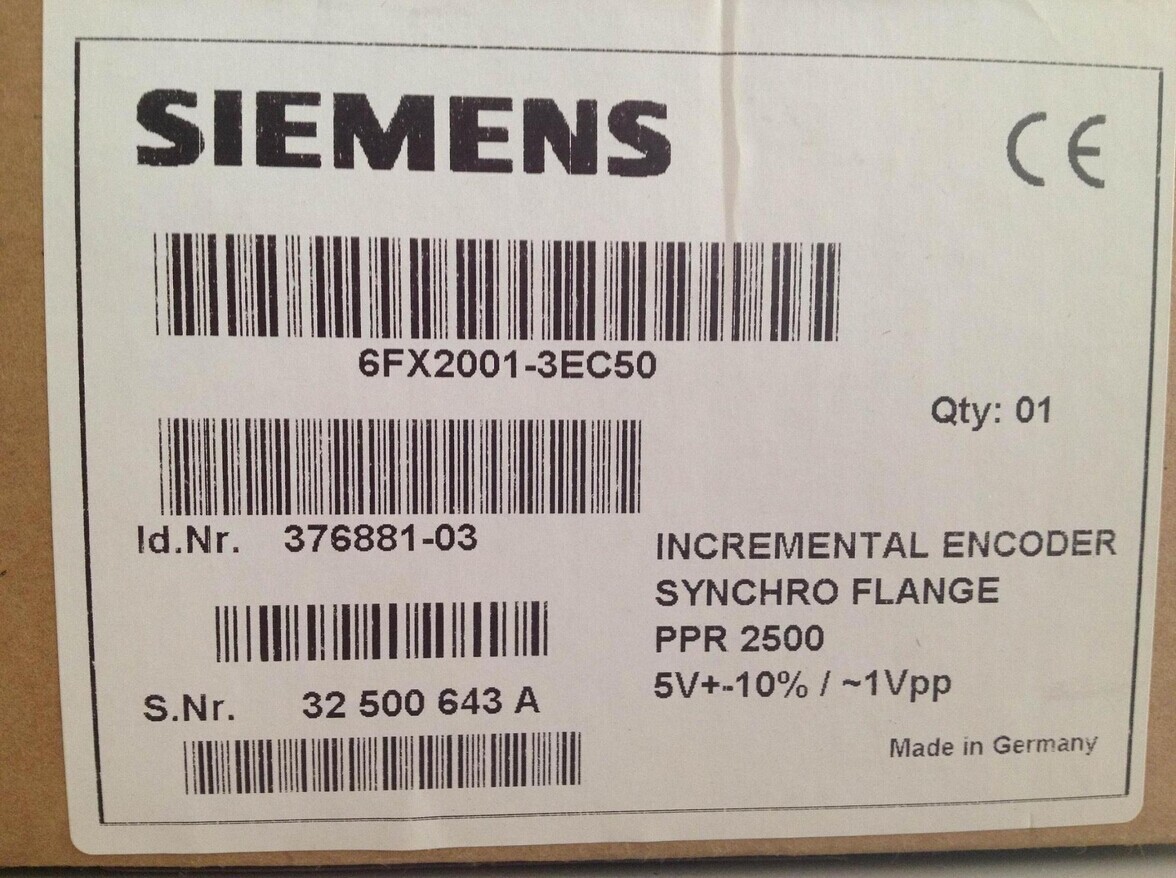 SIEMENS
CE
6FX2001-3EC50
Qty: 01
Id.Nr. 376881-03
INCREMENTAL ENCODER
SYNCHRO FLANGE
PPR 2500
5V+-10% / ~1Vpp
S.Nr. 32 500 643 A
Made in Germany